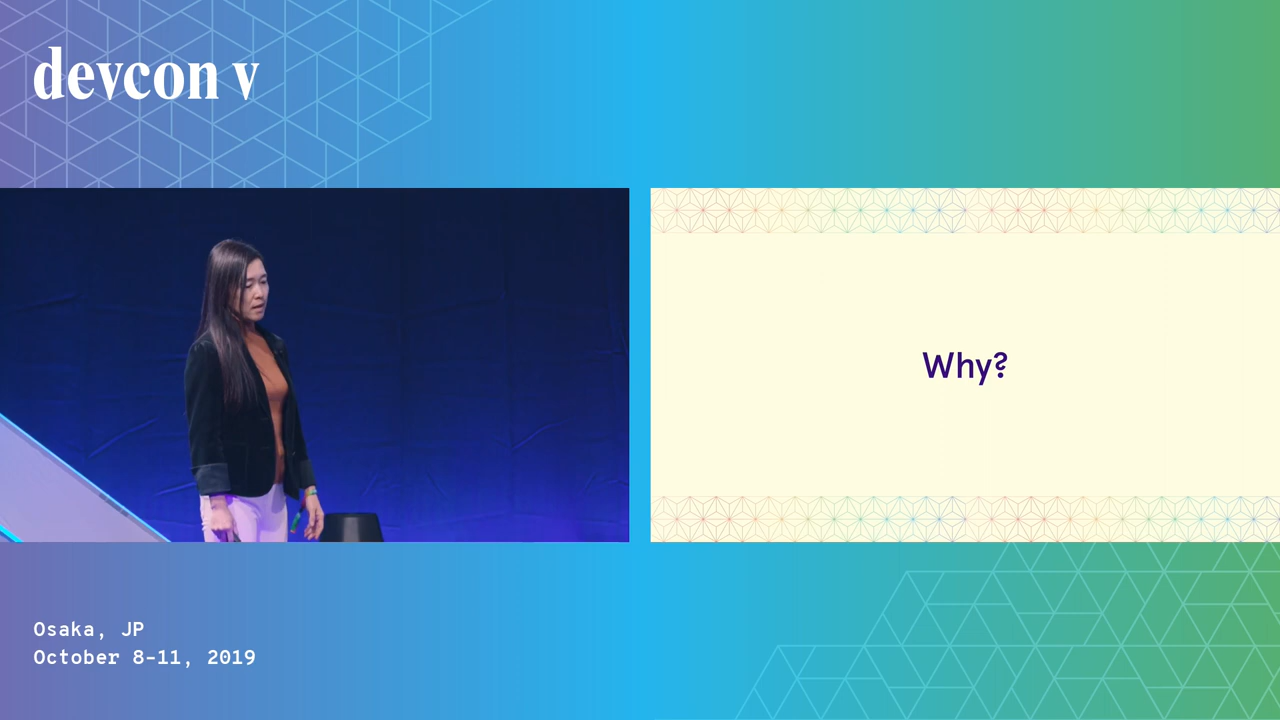 devcon v
Why?
Osaka, JP
October 8-11, 2019